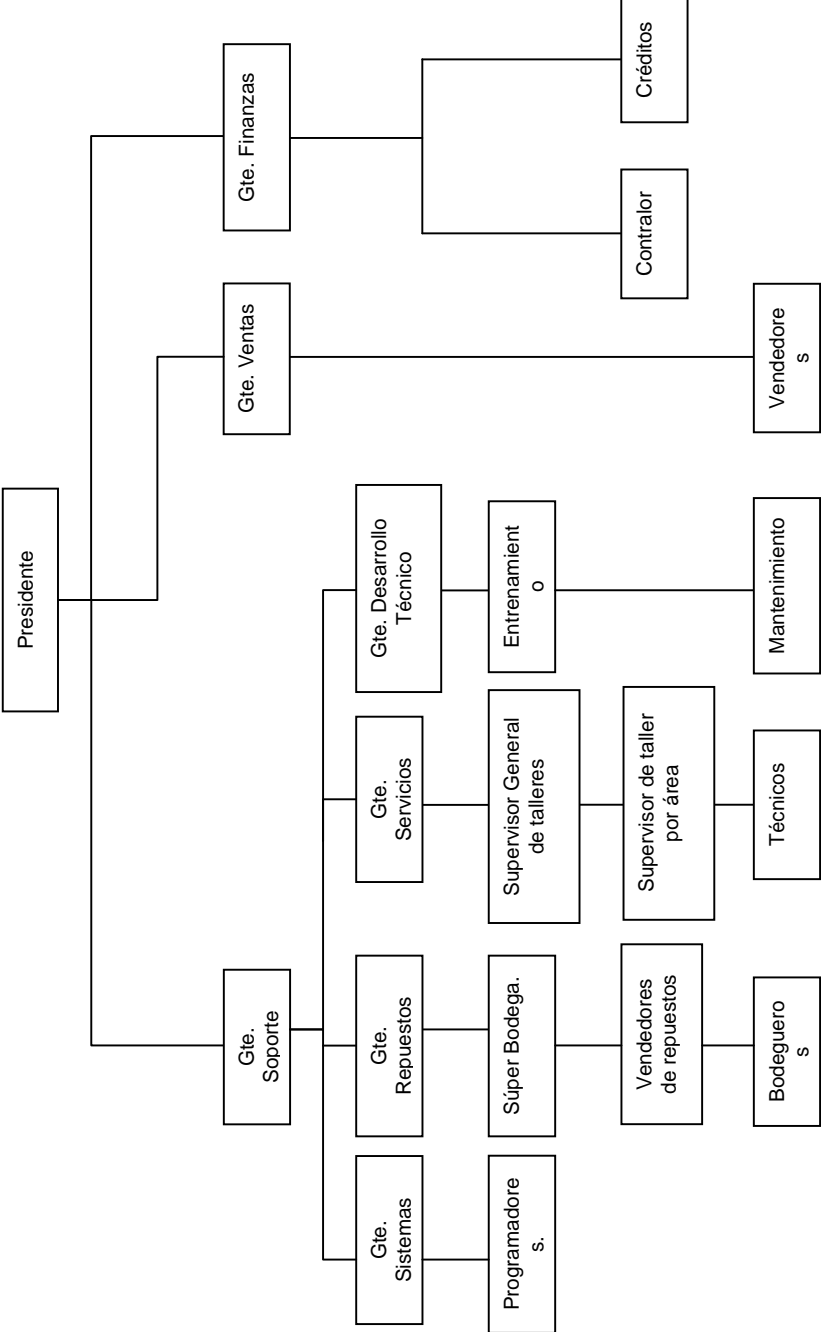 Presidente
Gte.
Soporte
Gte. Ventas
Gte. Finanzas
Gte.
Sistemas
Gte.
Repuestos
Gte.
Servicios
Gte. Desarrollo
Técnico
Programadore
s.
Súper Bodega.
Supervisor General
de talleres
Entrenamient
o
Vendedores
de repuestos
Supervisor de taller
por área
Contralor
Créditos
Bodeguero
s
Técnicos
Mantenimiento
Vendedore
s